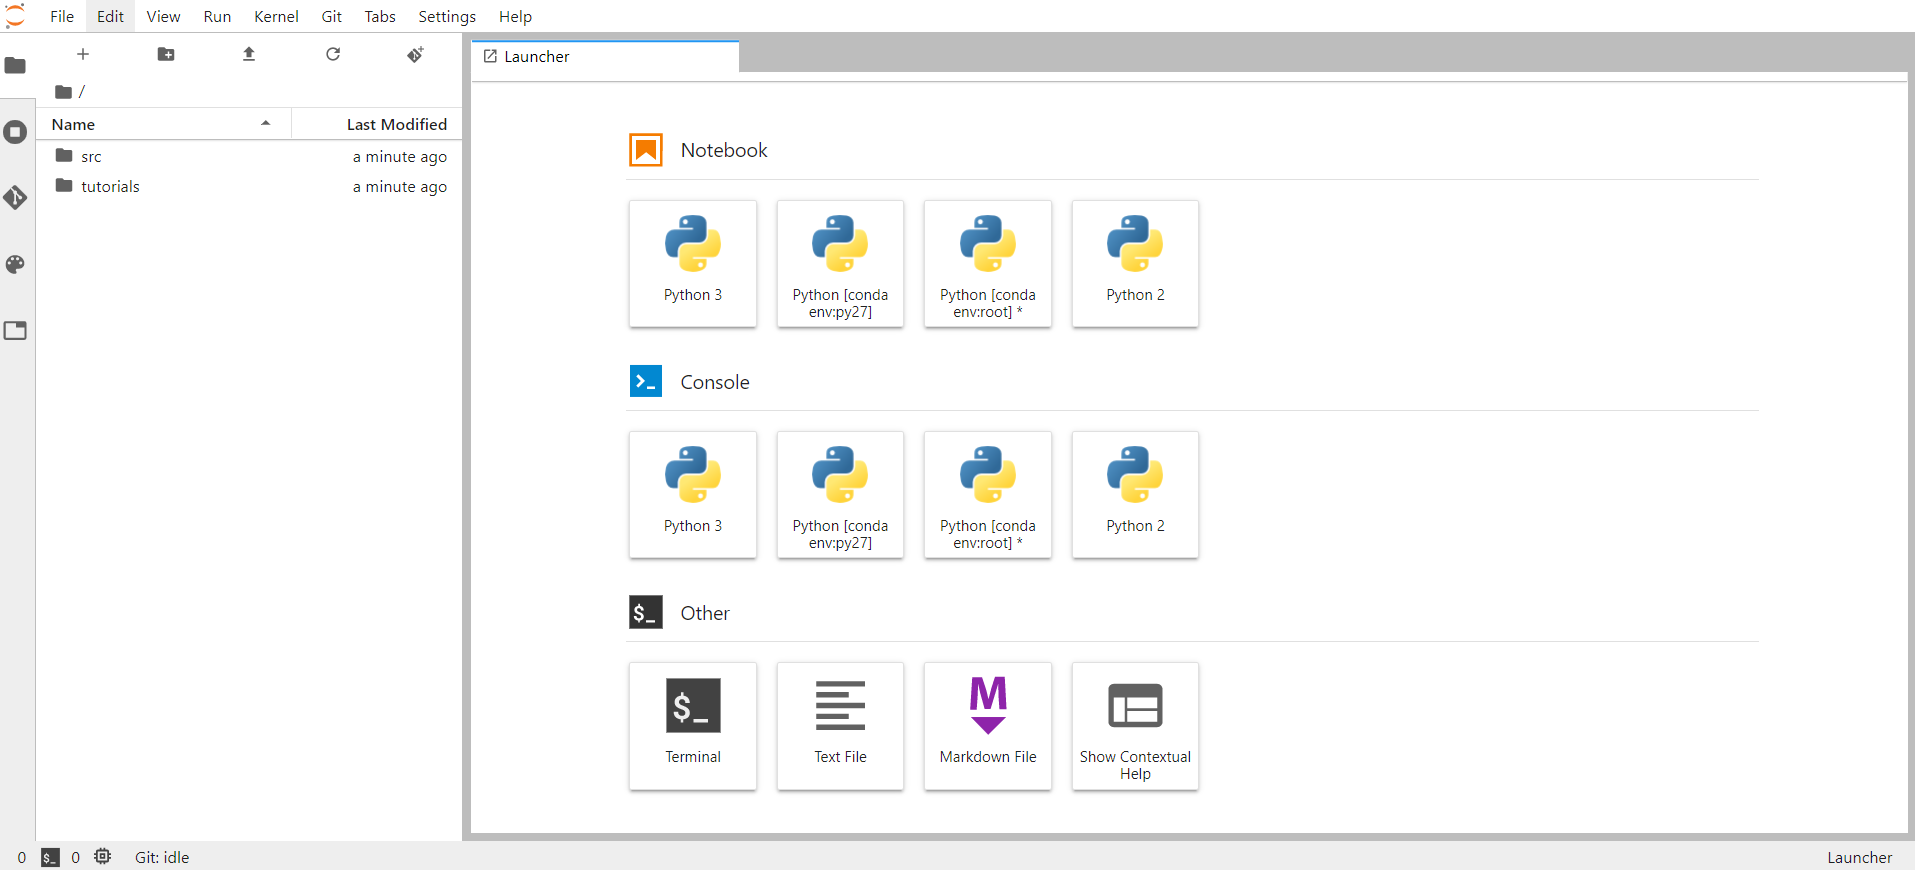 File Edit View Run Kernel Git Tabs Settings Help
Launcher
/
Name Last Modified
src a minute ago
tutorials a minute ago
Notebook
Python 3
Python [conda
env:py27]
Python [conda
env:root] *
Python 2
Console
Python 3
Python [conda
env:py27]
Python [conda
env:root] *
Python 2
$_ Other
$_
Terminal
Text File
M
Markdown File
Show Contextual
Help
0 $_ 0 Git: idle Launcher